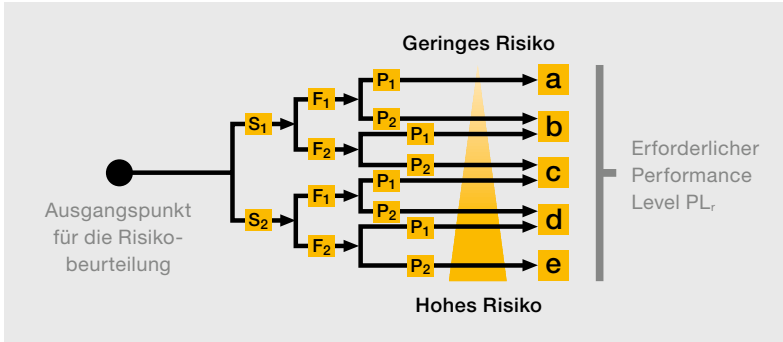 Geringes Risiko
P1
a
F1
S1
P2
b
P1
F2
P2
c
Erforderlicher
Performance
Level PLr
Ausgangspunkt
für die Risiko-
beurteilung
F1
P1
S2
P2
d
P1
F2
P2
e
Hohes Risiko